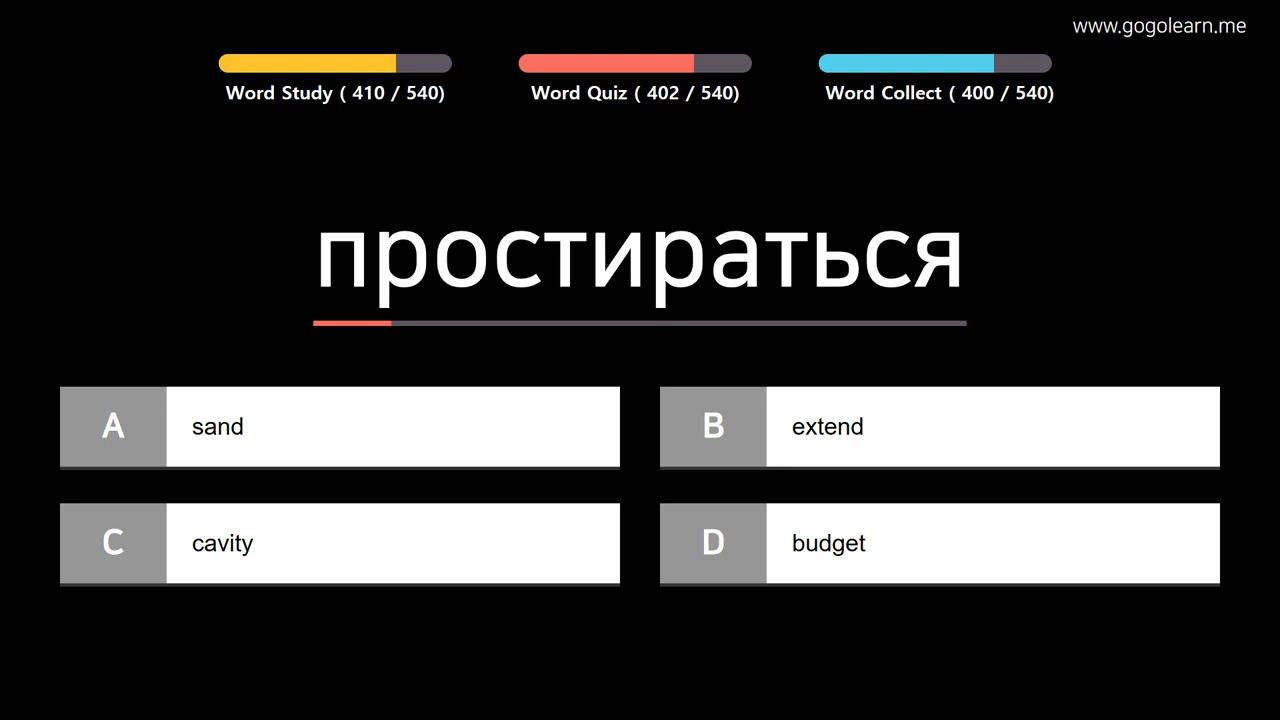 www.gogolearn.me
Word Study ( 410 / 540)
Word Quiz ( 402 / 540)
Word Collect ( 400 / 540)
простираться
A sand
B extend
C cavity
D budget